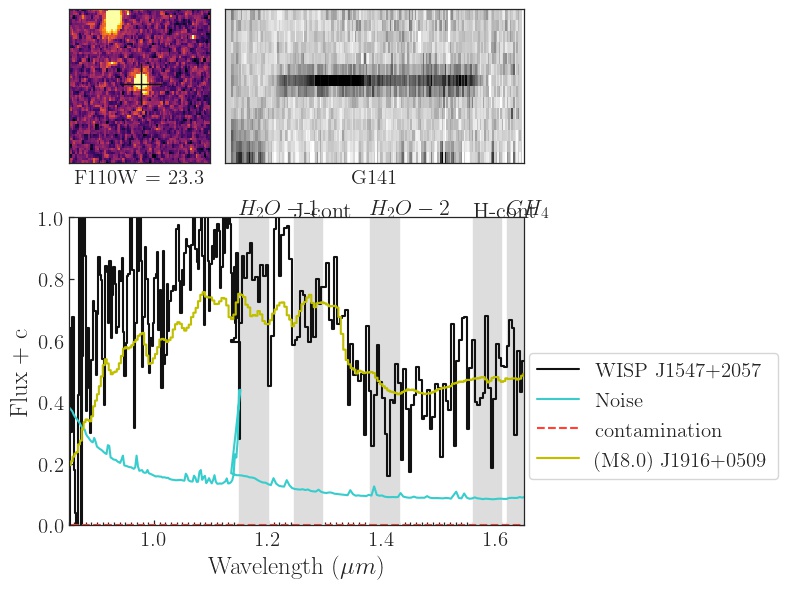 F110W = 23.3
G141
H₂O − 1
J-cont
H₂O − 2
H-cont
CH₄
1.0
0.8
0.6
0.4
0.2
0.0
Flux + c
1.0
1.2
1.4
1.6
Wavelength (μm)
WISP J1547+2057
Noise
contamination
(M8.0) J1916+0509